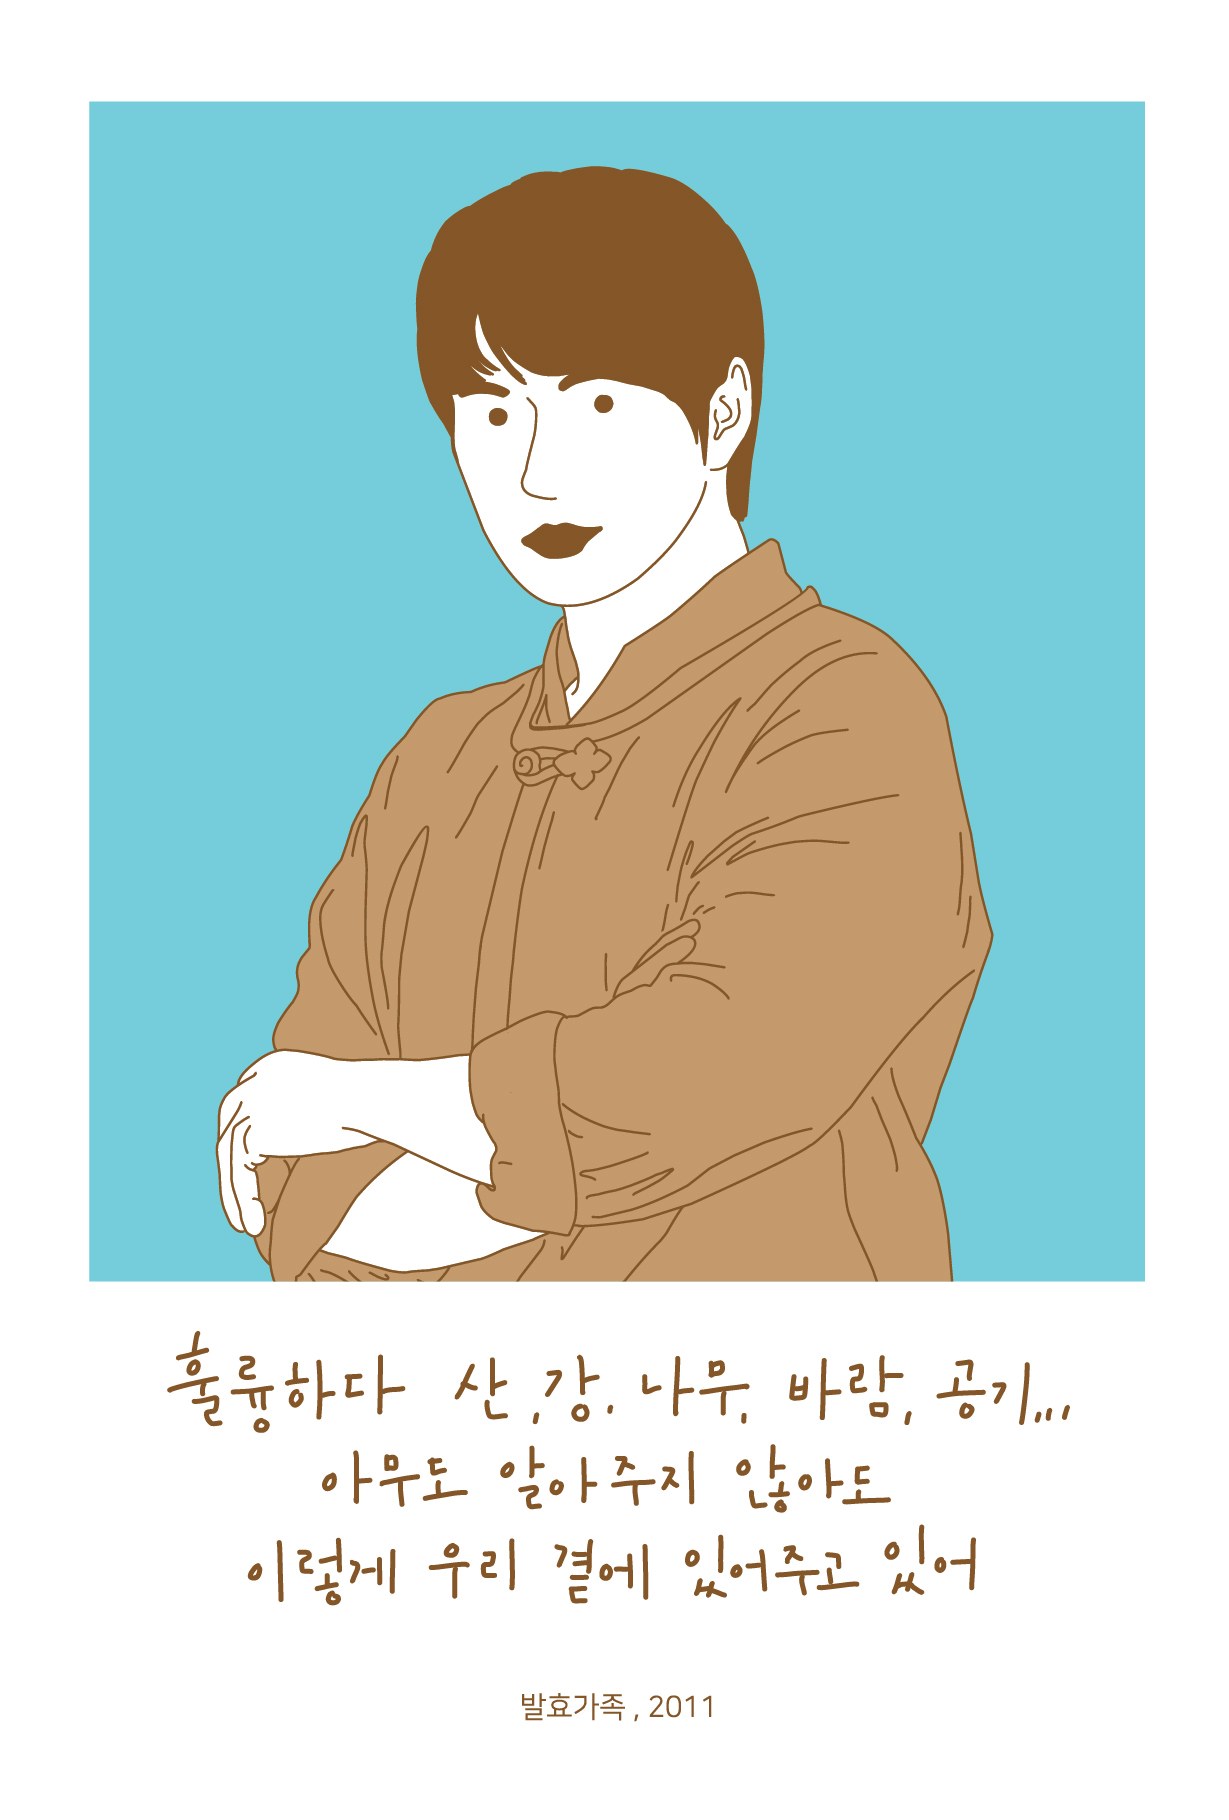 훌륭하다 산, 강. 나무, 바람, 공기,,,
아무도 알아주지 않아도
이렇게 우리 곁에 있어주고 있어
발효가족 , 2011